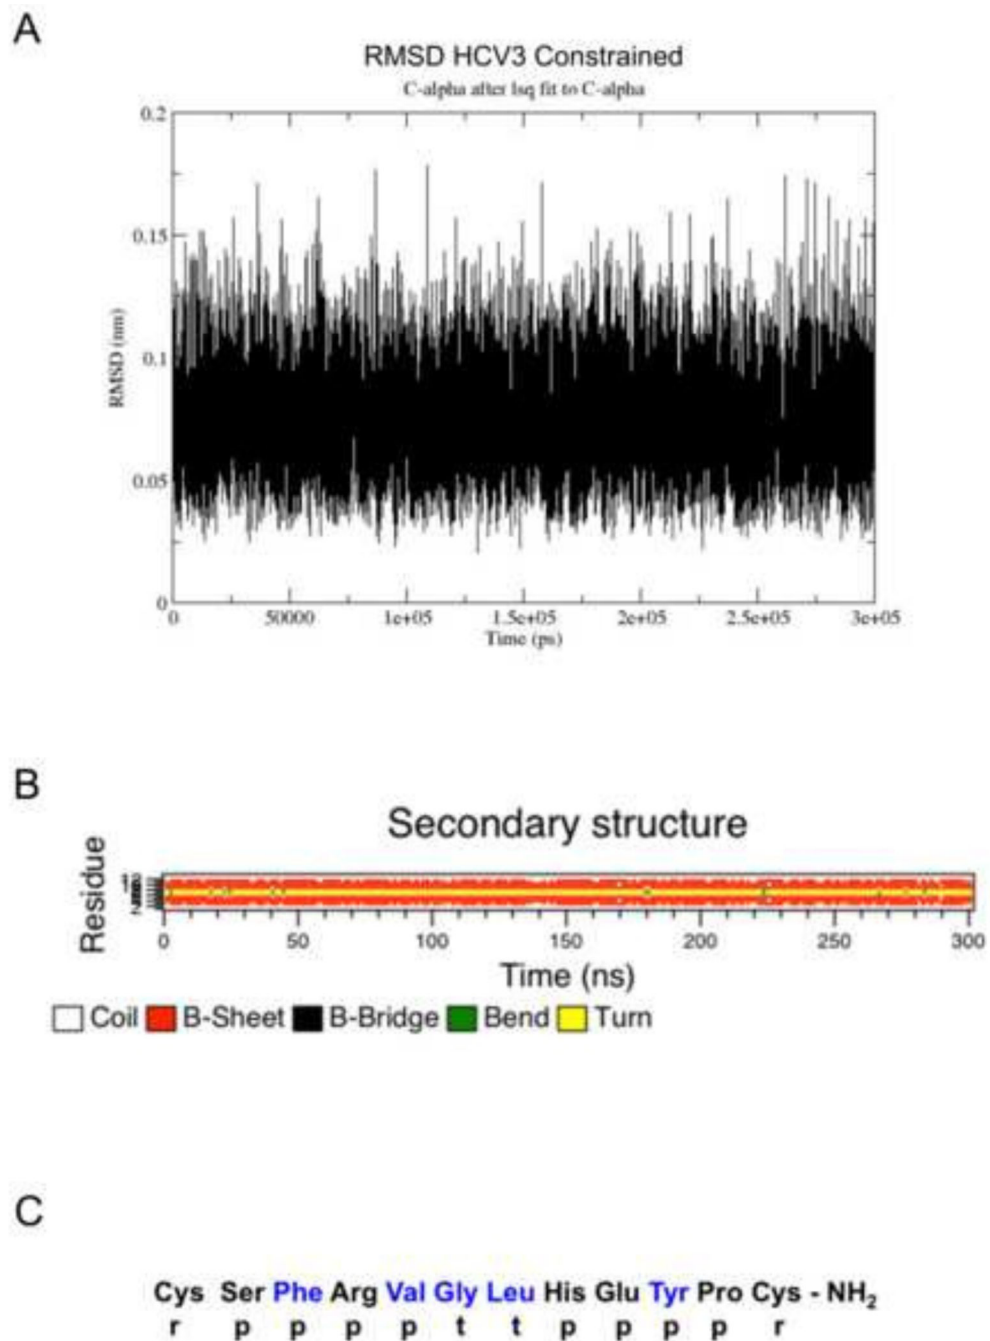 A
RMSD HCV3 Constrained
C-alpha after lsq fit to C-alpha
0.2
0.15
0.1
0.05
0
RMSD (nm)
0 50000 1e+05 1.5e+05 2e+05 2.5e+05 3e+05
Time (ps)
B
Secondary structure
Residue
0 50 100 150 200 250 300
Time (ns)
Coil B-Sheet B-Bridge Bend Turn
C
Cys Ser Phe Arg Val Gly Leu His Glu Tyr Pro Cys - NH₂
r p p p p t t p p p p r